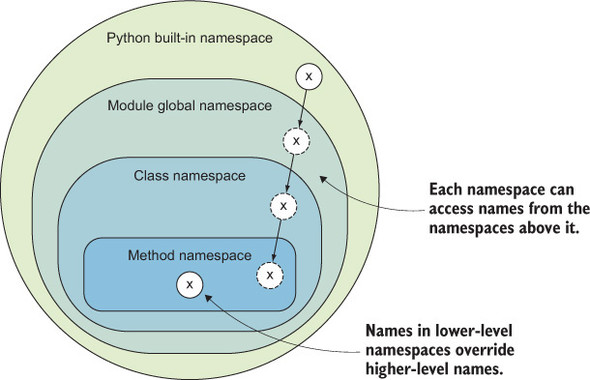 Python built-in namespace
x
Module global namespace
x
Class namespace
x
Each namespace can
access names from the
namespaces above it.
Method namespace
x
x
Names in lower-level
namespaces override
higher-level names.